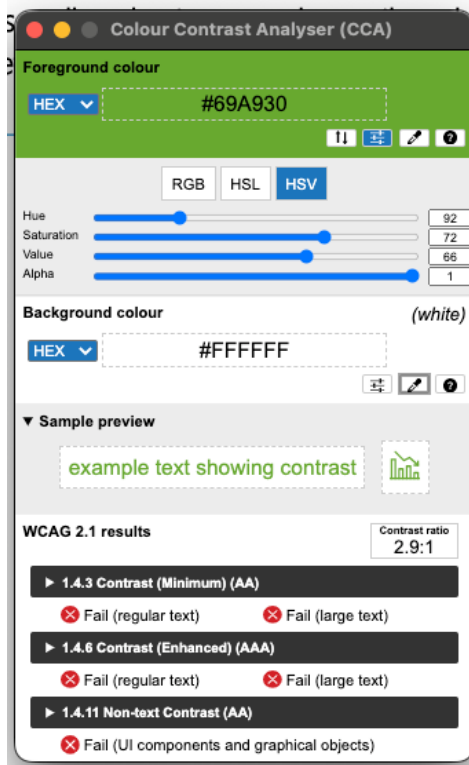 Colour Contrast Analyser (CCA)
Foreground colour
HEX #69A930
RGB HSL HSV
Hue 92
Saturation 72
Value 66
Alpha 1
Background colour (white)
HEX #FFFFFF
▼ Sample preview
example text showing contrast
WCAG 2.1 results
Contrast ratio
2.9:1
▶ 1.4.3 Contrast (Minimum) (AA)
Fail (regular text) Fail (large text)
▶ 1.4.6 Contrast (Enhanced) (AAA)
Fail (regular text) Fail (large text)
▶ 1.4.11 Non-text Contrast (AA)
Fail (UI components and graphical objects)